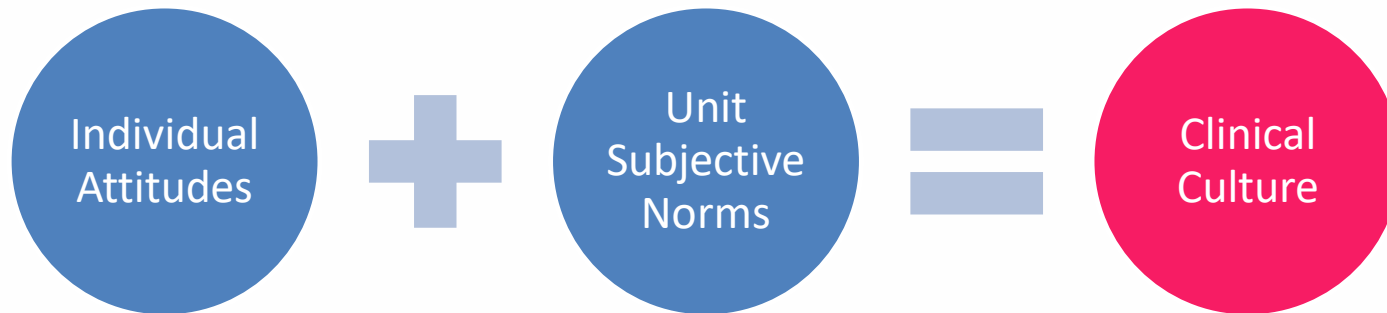 Individual
Attitudes
Unit
Subjective
Norms
Clinical
Culture